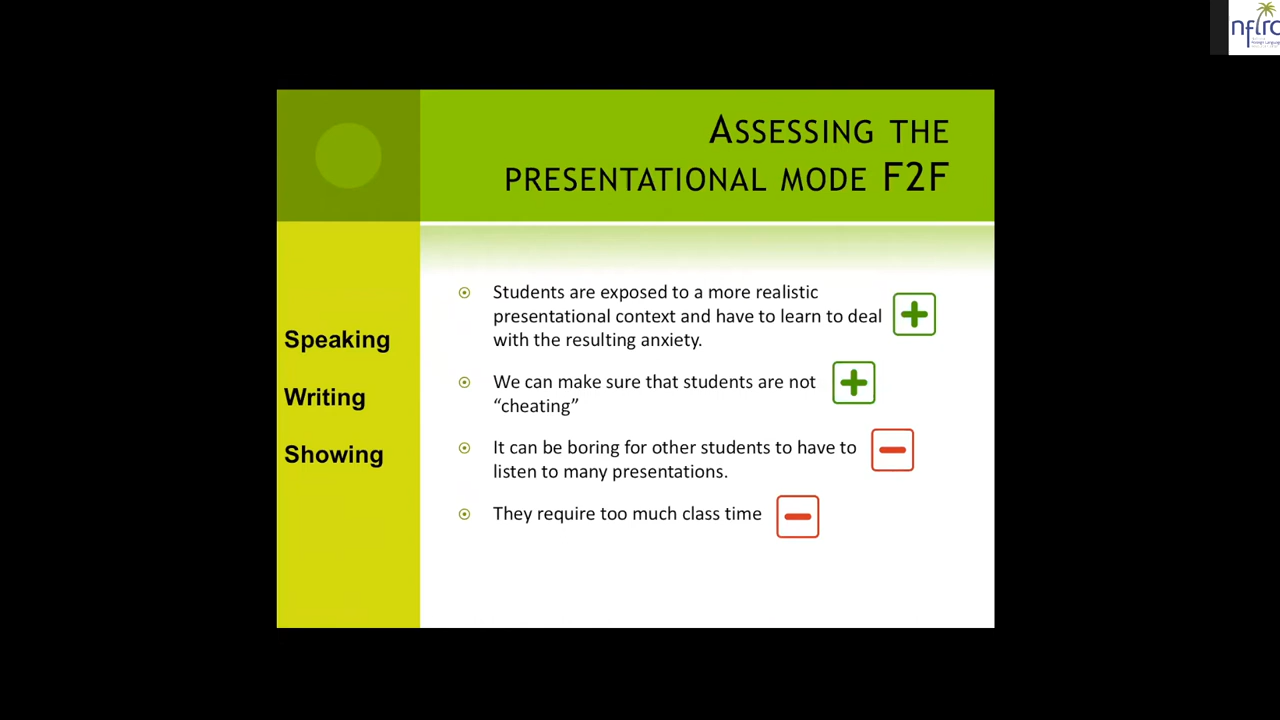 nflrc
ASSESSING THE
PRESENTATIONAL MODE F2F
Speaking
Writing
Showing
Students are exposed to a more realistic
presentational context and have to learn to deal
with the resulting anxiety.
We can make sure that students are not
“cheating”
It can be boring for other students to have to
listen to many presentations.
They require too much class time